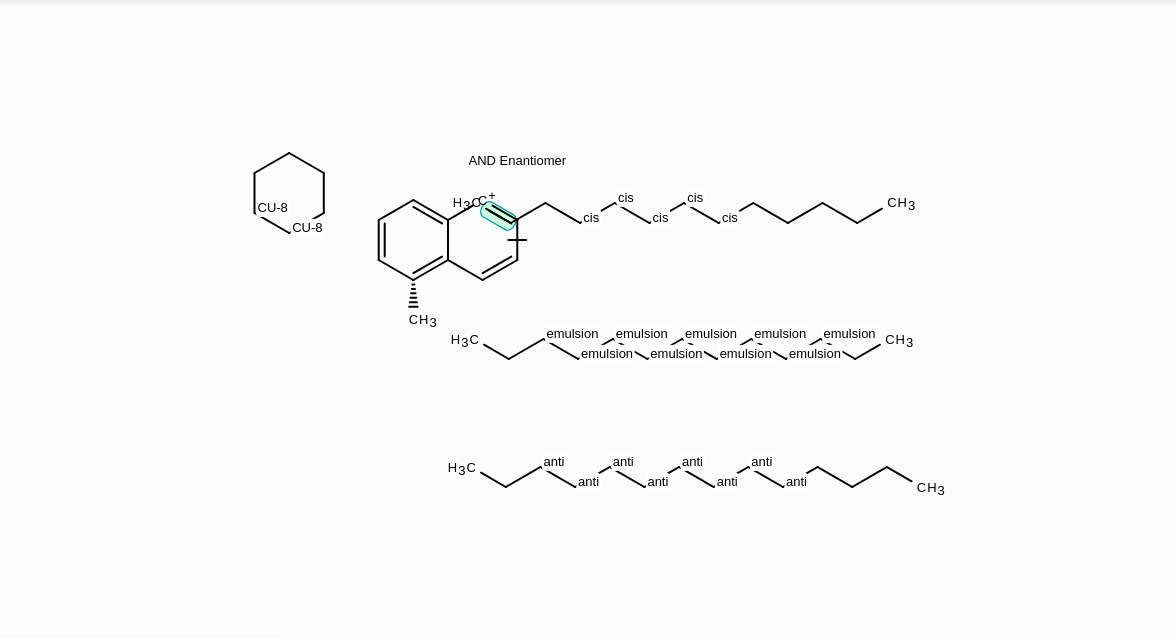 AND Enantiomer
H3C C+ cis cis CH3
CU-8 cis cis cis
CU-8
CH3
H3C emulsion emulsion emulsion emulsion emulsion CH3
emulsion emulsion emulsion emulsion
H3C anti anti anti anti
anti anti anti anti CH3